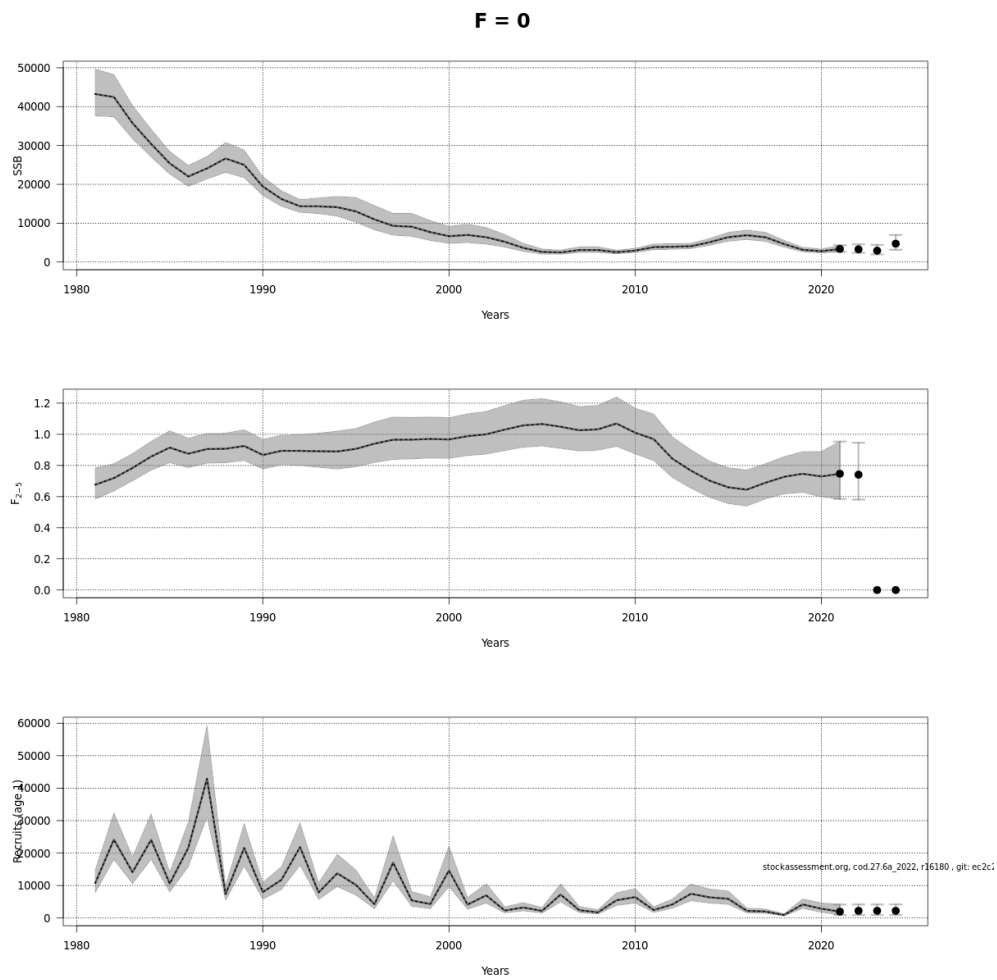 F = 0
50000
40000
30000
20000
10000
0
SSB
1980 1990 2000 2010 2020
Years
1.2
1.0
0.8
0.6
0.4
0.2
0.0
F2−5
1980 1990 2000 2010 2020
Years
60000
50000
40000
30000
20000
10000
0
Recruits (age 1)
stockassessment.org, cod.27.6a_2022, r16180 , git: ec2c2
1980 1990 2000 2010 2020
Years